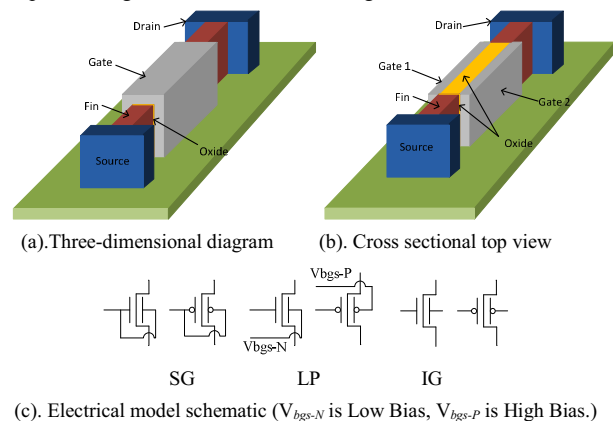 Drain
Gate
Fin
Source
Oxide
Drain
Gate 1
Fin
Gate 2
Source
Oxide
(a).Three-dimensional diagram
(b). Cross sectional top view
Vbgs-P
Vbgs-N
SG LP IG
(c). Electrical model schematic (Vbgs-N is Low Bias, Vbgs-P is High Bias.)